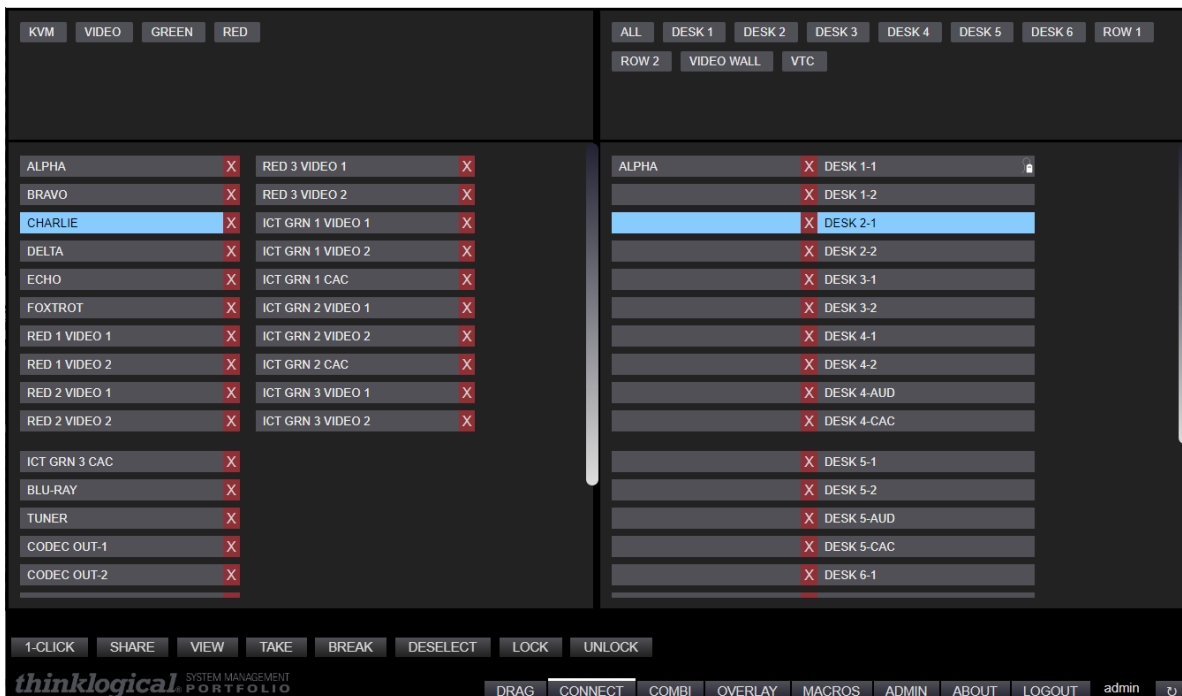 KVM VIDEO GREEN RED
ALL DESK 1 DESK 2 DESK 3 DESK 4 DESK 5 DESK 6 ROW 1
ROW 2 VIDEO WALL VTC
ALPHA X RED 3 VIDEO 1 X
BRAVO X RED 3 VIDEO 2 X
CHARLIE X ICT GRN 1 VIDEO 1 X
DELTA X ICT GRN 1 VIDEO 2 X
ECHO X ICT GRN 1 CAC X
FOXTROT X ICT GRN 2 VIDEO 1 X
RED 1 VIDEO 1 X ICT GRN 2 VIDEO 2 X
RED 1 VIDEO 2 X ICT GRN 2 CAC X
RED 2 VIDEO 1 X ICT GRN 3 VIDEO 1 X
RED 2 VIDEO 2 X ICT GRN 3 VIDEO 2 X
ICT GRN 3 CAC X
BLU-RAY X
TUNER X
CODEC OUT-1 X
CODEC OUT-2 X
ALPHA X DESK 1-1
X DESK 1-2
X DESK 2-1
X DESK 2-2
X DESK 3-1
X DESK 3-2
X DESK 4-1
X DESK 4-2
X DESK 4-AUD
X DESK 4-CAC
X DESK 5-1
X DESK 5-2
X DESK 5-AUD
X DESK 5-CAC
X DESK 6-1
1-CLICK SHARE VIEW TAKE BREAK DESELECT LOCK UNLOCK
thinklogical® SYSTEM MANAGEMENT
PORTFOLIO
DRAG CONNECT COMBI OVERLAY MACROS ADMIN ABOUT LOGOUT admin ↻